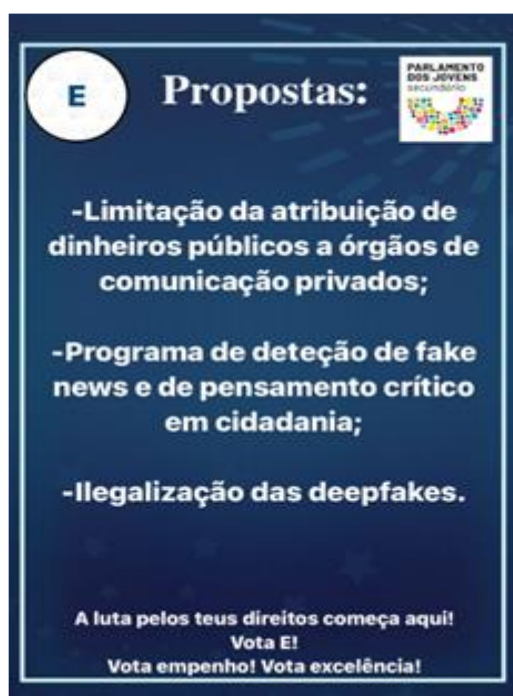 E
Propostas:
PARLAMENTO
DOS JOVENS
secundário
-Limitação da atribuição de
dinheiros públicos a órgãos de
comunicação privados;
-Programa de deteção de fake
news e de pensamento crítico
em cidadania;
-Ilegalização das deepfakes.
A luta pelos teus direitos começa aqui!
Vota E!
Vota empenho! Vota excelência!